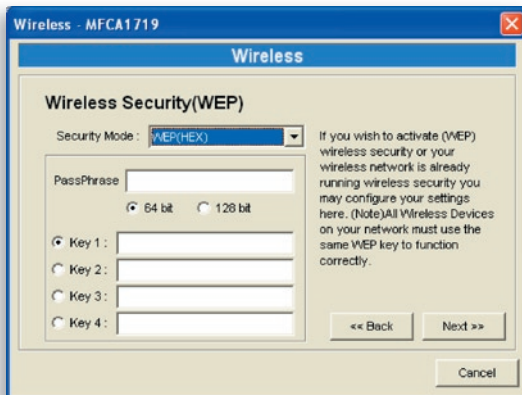 Wireless - MFCA1719
Wireless
Wireless Security(WEP)
Security Mode : WEP(HEX)
PassPhrase
64 bit 128 bit
Key 1 :
Key 2 :
Key 3 :
Key 4 :
If you wish to activate (WEP)
wireless security or your
wireless network is already
running wireless security you
may configure your settings
here. (Note)All Wireless Devices
on your network must use the
same WEP key to function
correctly.
<< Back Next >>
Cancel